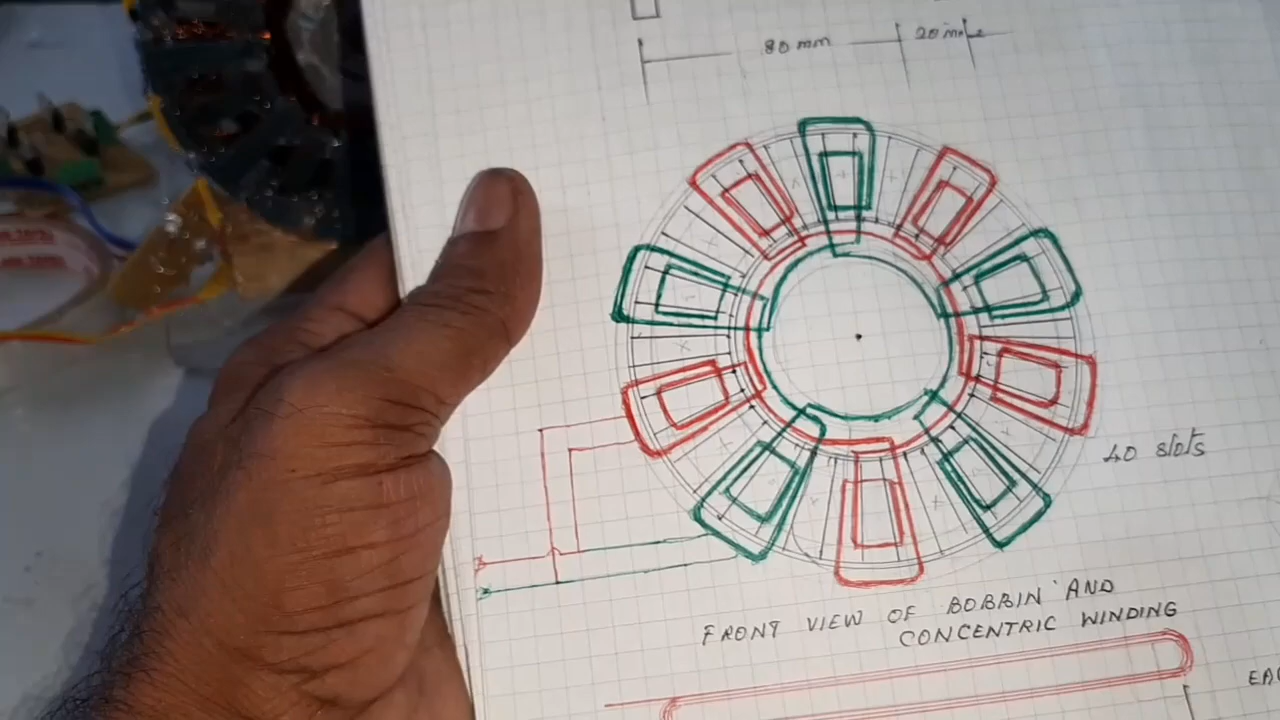 80 mm
20 mm
40 slots
FRONT VIEW OF BOBBIN AND
CONCENTRIC WINDING